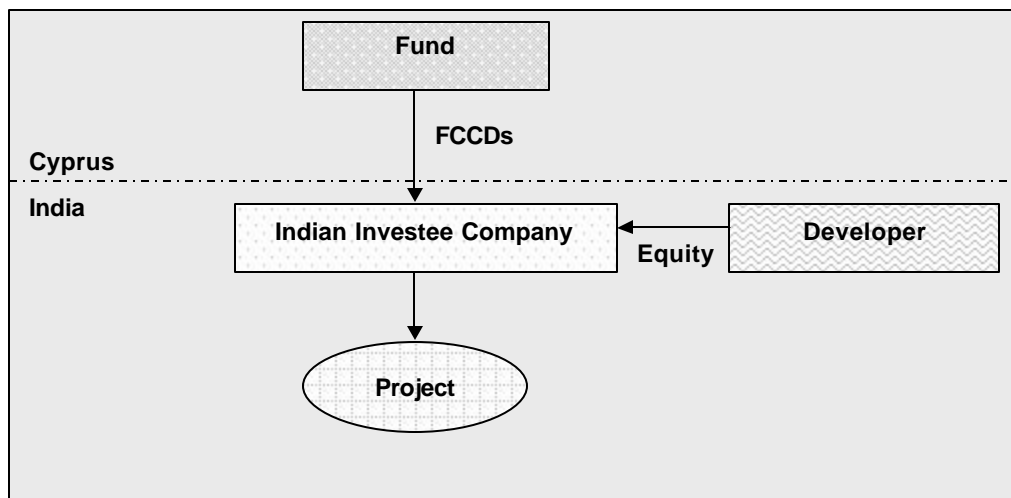 Fund
FCCDs
Cyprus
India
Indian Investee Company
Equity
Developer
Project